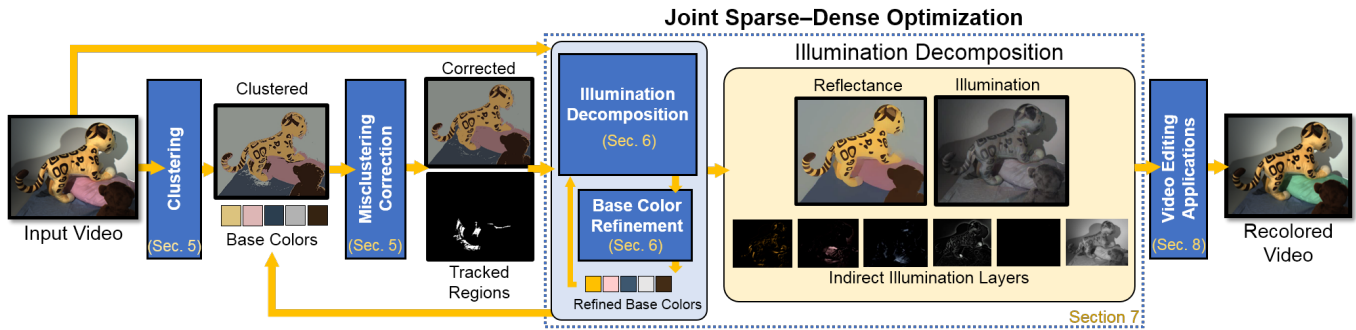 Joint Sparse–Dense Optimization
Input Video
Clustering
(Sec. 5)
Clustered
Base Colors
Misclustering
Correction
(Sec. 5)
Corrected
Tracked
Regions
Illumination
Decomposition
(Sec. 6)
Base Color
Refinement
(Sec. 6)
Refined Base Colors
Illumination Decomposition
Reflectance
Illumination
Indirect Illumination Layers
Section 7
Video Editing
Applications
(Sec. 8)
Recolored
Video